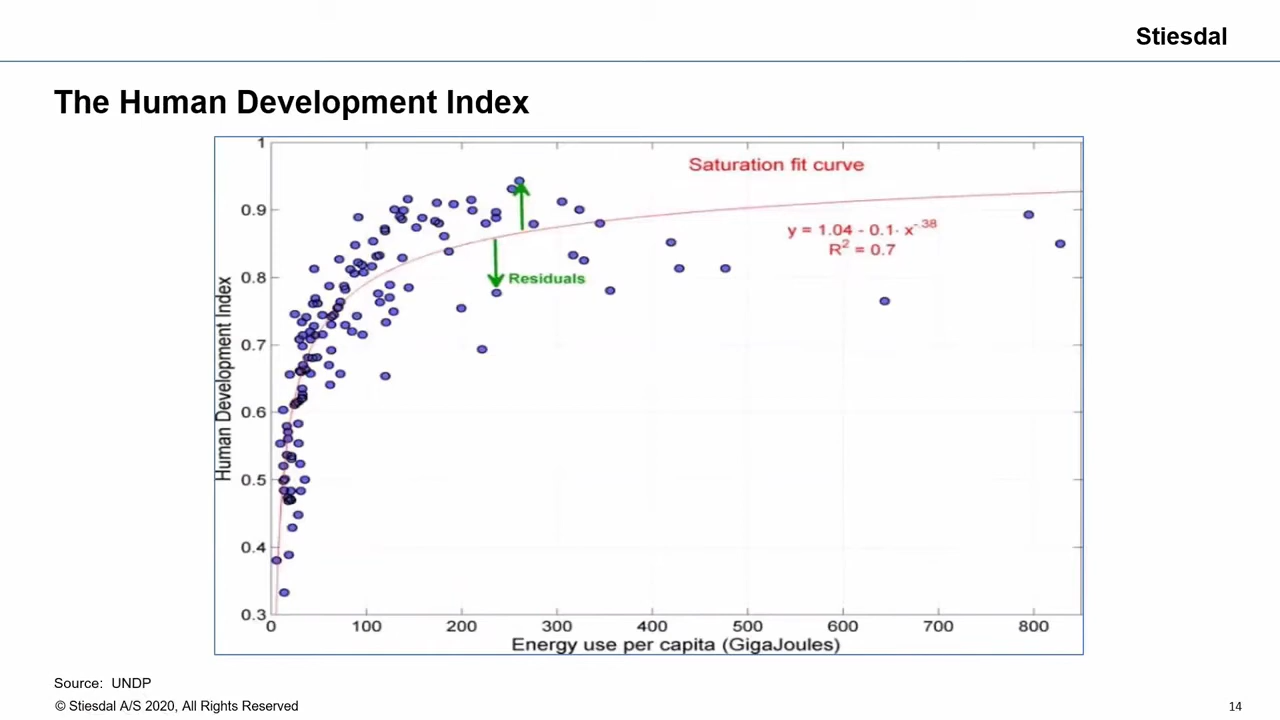 Stiesdal
The Human Development Index
1
0.9
0.8
0.7
0.6
0.5
0.4
0.3
Human Development Index
Saturation fit curve
y = 1.04 - 0.1· x^-.38
R² = 0.7
Residuals
0 100 200 300 400 500 600 700 800
Energy use per capita (GigaJoules)
Source: UNDP
© Stiesdal A/S 2020, All Rights Reserved
14